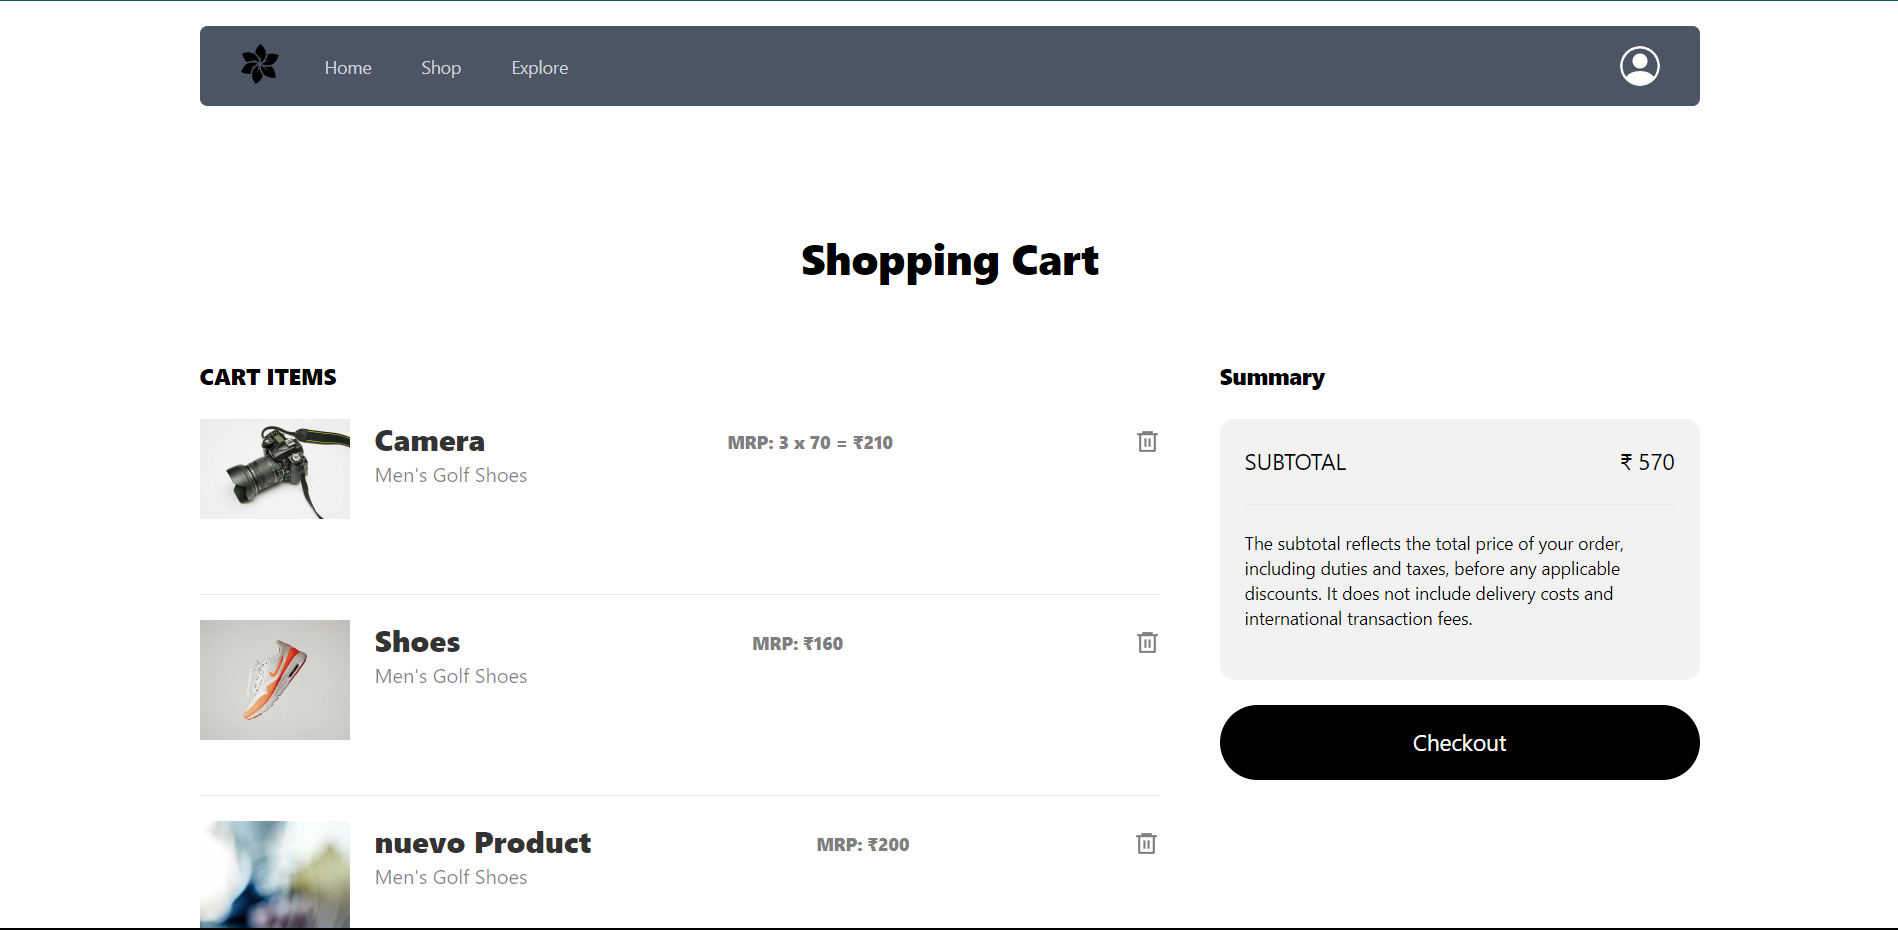 Home
Shop
Explore
Shopping Cart
CART ITEMS
Camera
Men's Golf Shoes
MRP: 3 x 70 = ₹210
Shoes
Men's Golf Shoes
MRP: ₹160
nuevo Product
Men's Golf Shoes
MRP: ₹200
Summary
SUBTOTAL ₹ 570
The subtotal reflects the total price of your order,
including duties and taxes, before any applicable
discounts. It does not include delivery costs and
international transaction fees.
Checkout